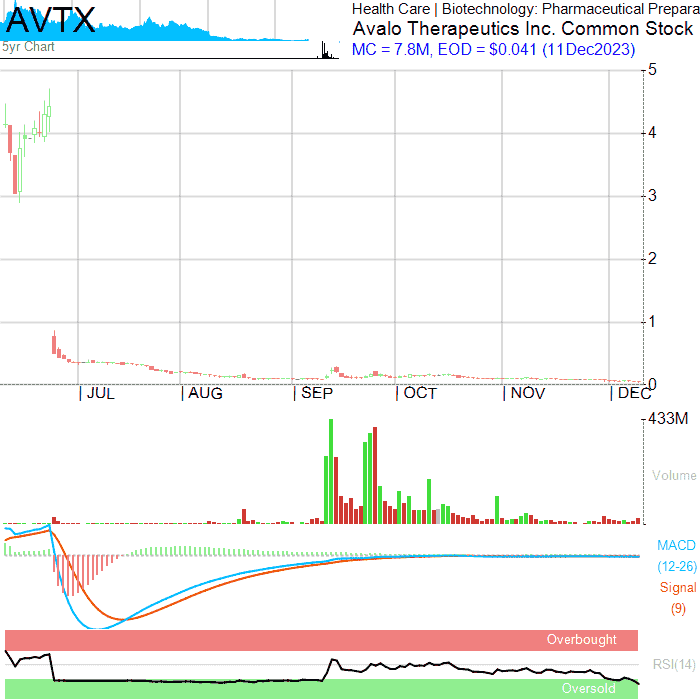 AVTX
5yr Chart
Health Care | Biotechnology: Pharmaceutical Prepara
Avalo Therapeutics Inc. Common Stock
MC = 7.8M, EOD = $0.041 (11Dec2023)
5
4
3
2
1
0
JUL
AUG
SEP
OCT
NOV
DEC
433M
Volume
MACD
(12-26)
Signal
(9)
Overbought
RSI(14)
Oversold